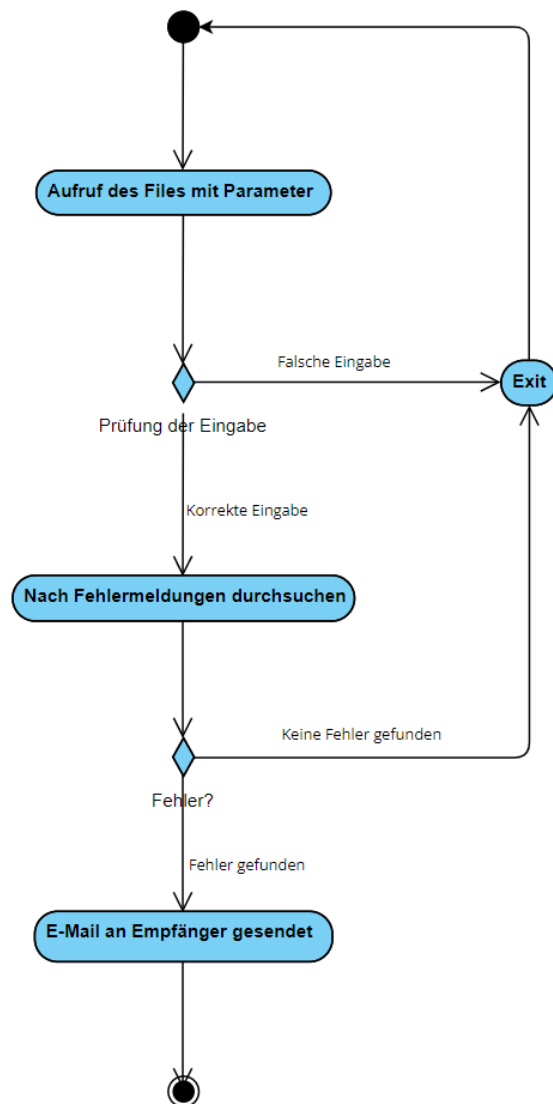 Aufruf des Files mit Parameter
Falsche Eingabe
Exit
Prüfung der Eingabe
Korrekte Eingabe
Nach Fehlermeldungen durchsuchen
Keine Fehler gefunden
Fehler?
Fehler gefunden
E-Mail an Empfänger gesendet